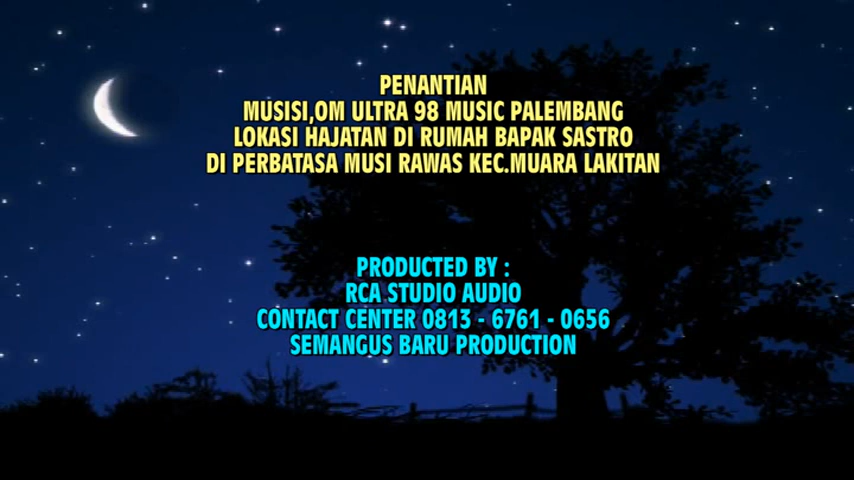 PENANTIAN
MUSISI,OM ULTRA 98 MUSIC PALEMBANG
LOKASI HAJATAN DI RUMAH BAPAK SASTRO
DI PERBATASA MUSI RAWAS KEC.MUARA LAKITAN
PRODUCTED BY :
RCA STUDIO AUDIO
CONTACT CENTER 0813 - 6761 - 0656
SEMANGUS BARU PRODUCTION